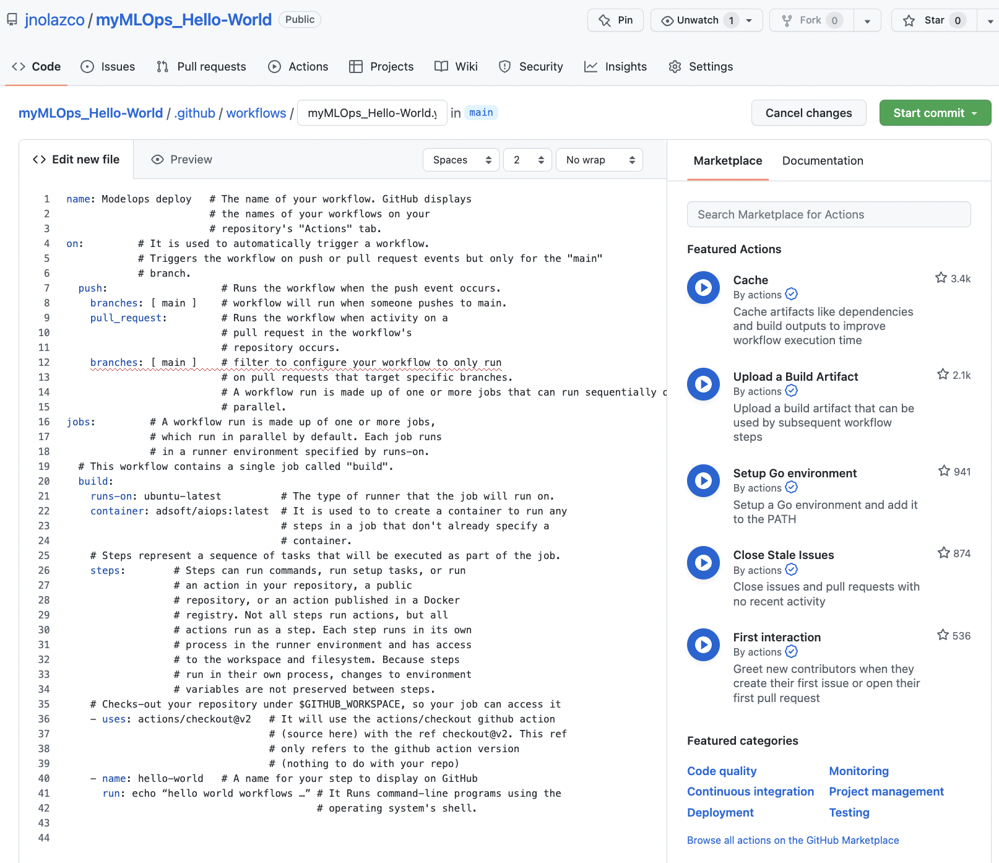 jnolazco / myMLOps_Hello-World Public
Pin
Unwatch 1
Fork 0
Star 0
Code
Issues
Pull requests
Actions
Projects
Wiki
Security
Insights
Settings
myMLOps_Hello-World / .github / workflows / myMLOps_Hello-World.y in main
Cancel changes
Start commit
Edit new file
Preview
Spaces
2
No wrap
1 name: Modelops deploy   # The name of your workflow. GitHub displays
2                         # the names of your workflows on your
3                         # repository's "Actions" tab.
4 on:         # It is used to automatically trigger a workflow.
5             # Triggers the workflow on push or pull request events but only for the "main"
6             # branch.
7   push:                   # Runs the workflow when the push event occurs.
8     branches: [ main ]    # workflow will run when someone pushes to main.
9     pull_request:         # Runs the workflow when activity on a
10                           # pull request in the workflow's
11                           # repository occurs.
12     branches: [ main ]    # filter to configure your workflow to only run
13                           # on pull requests that target specific branches.
14                           # A workflow run is made up of one or more jobs that can run sequentially
15                           # parallel.
16 jobs:         # A workflow run is made up of one or more jobs,
17               # which run in parallel by default. Each job runs
18               # in a runner environment specified by runs-on.
19   # This workflow contains a single job called "build".
20   build:
21     runs-on: ubuntu-latest          # The type of runner that the job will run on.
22     container: adsoft/aiops:latest  # It is used to to create a container to run any
23                                     # steps in a job that don't already specify a
24                                     # container.
25     # Steps represent a sequence of tasks that will be executed as part of the job.
26     steps:        # Steps can run commands, run setup tasks, or run
27                   # an action in your repository, a public
28                   # repository, or an action published in a Docker
29                   # registry. Not all steps run actions, but all
30                   # actions run as a step. Each step runs in its own
31                   # process in the runner environment and has access
32                   # to the workspace and filesystem. Because steps
33                   # run in their own process, changes to environment
34                   # variables are not preserved between steps.
35     # Checks-out your repository under $GITHUB_WORKSPACE, so your job can access it
36     - uses: actions/checkout@v2   # It will use the actions/checkout github action
37                                   # (source here) with the ref checkout@v2. This ref
38                                   # only refers to the github action version
39                                   # (nothing to do with your repo)
40     - name: hello-world   # A name for your step to display on GitHub
41       run: echo “hello world workflows …” # It Runs command-line programs using the
42                                           # operating system's shell.
43
44
Marketplace
Documentation
Search Marketplace for Actions
Featured Actions
Cache 3.4k
By actions
Cache artifacts like dependencies
and build outputs to improve
workflow execution time
Upload a Build Artifact 2.1k
By actions
Upload a build artifact that can be
used by subsequent workflow
steps
Setup Go environment 941
By actions
Setup a Go environment and add it
to the PATH
Close Stale Issues 874
By actions
Close issues and pull requests with
no recent activity
First interaction 536
By actions
Greet new contributors when they
create their first issue or open their
first pull request
Featured categories
Code quality Monitoring
Continuous integration Project management
Deployment Testing
Browse all actions on the GitHub Marketplace